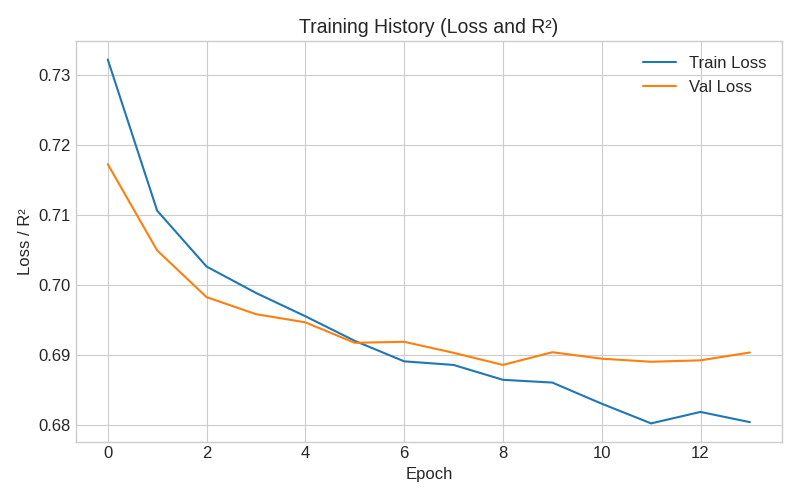 Training History (Loss and R²)
Train Loss
Val Loss
0.73
0.72
0.71
0.70
0.69
0.68
Loss / R²
0 2 4 6 8 10 12
Epoch